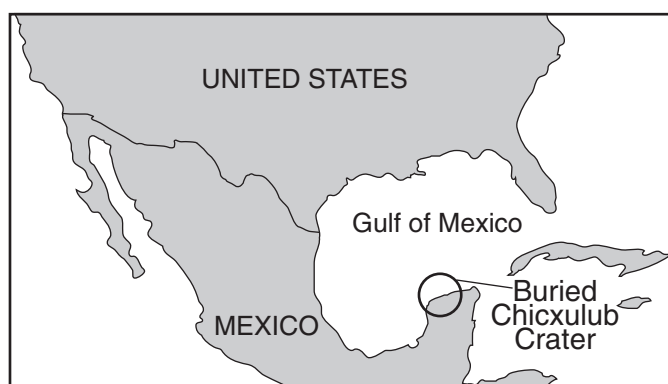 UNITED STATES
Gulf of Mexico
Buried
Chicxulub
Crater
MEXICO